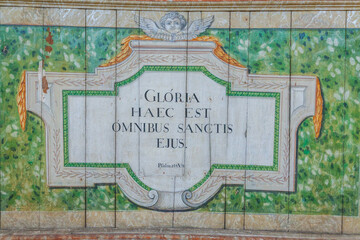 GLÓRIA
HAEC EST
OMNIBUS SANCTIS
EJUS.